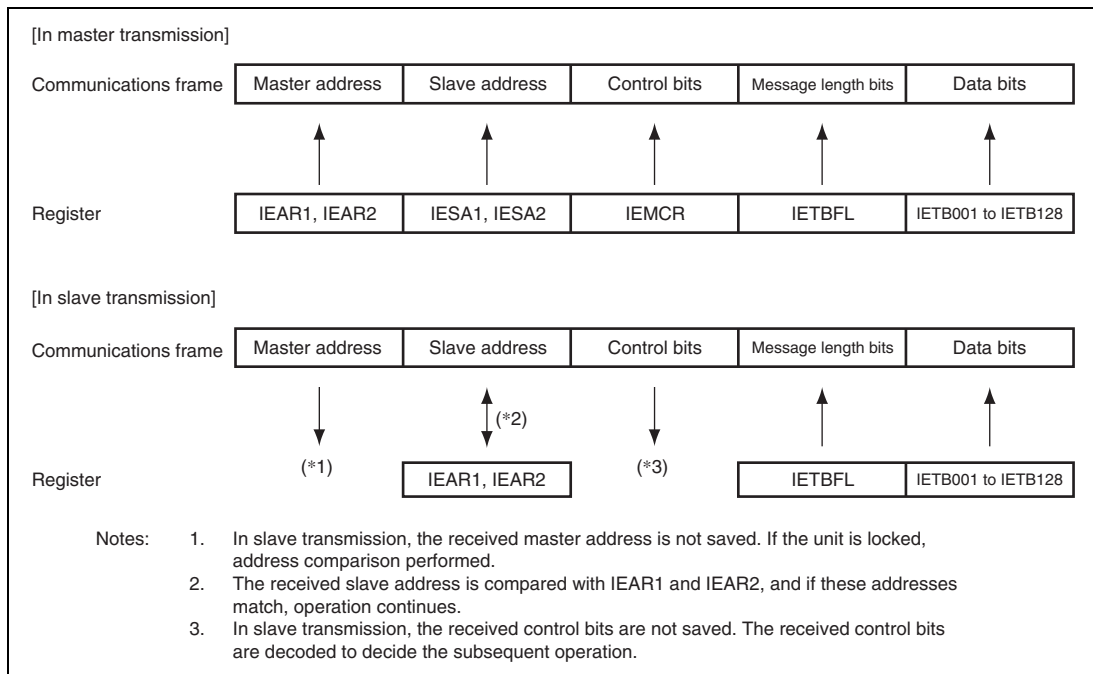 [In master transmission]
Communications frame Master address Slave address Control bits Message length bits Data bits
Register IEAR1, IEAR2 IESA1, IESA2 IEMCR IETBFL IETB001 to IETB128
[In slave transmission]
Communications frame Master address Slave address Control bits Message length bits Data bits
(*2)
Register (*1) IEAR1, IEAR2 (*3) IETBFL IETB001 to IETB128
Notes: 1. In slave transmission, the received master address is not saved. If the unit is locked,
address comparison performed.
2. The received slave address is compared with IEAR1 and IEAR2, and if these addresses
match, operation continues.
3. In slave transmission, the received control bits are not saved. The received control bits
are decoded to decide the subsequent operation.